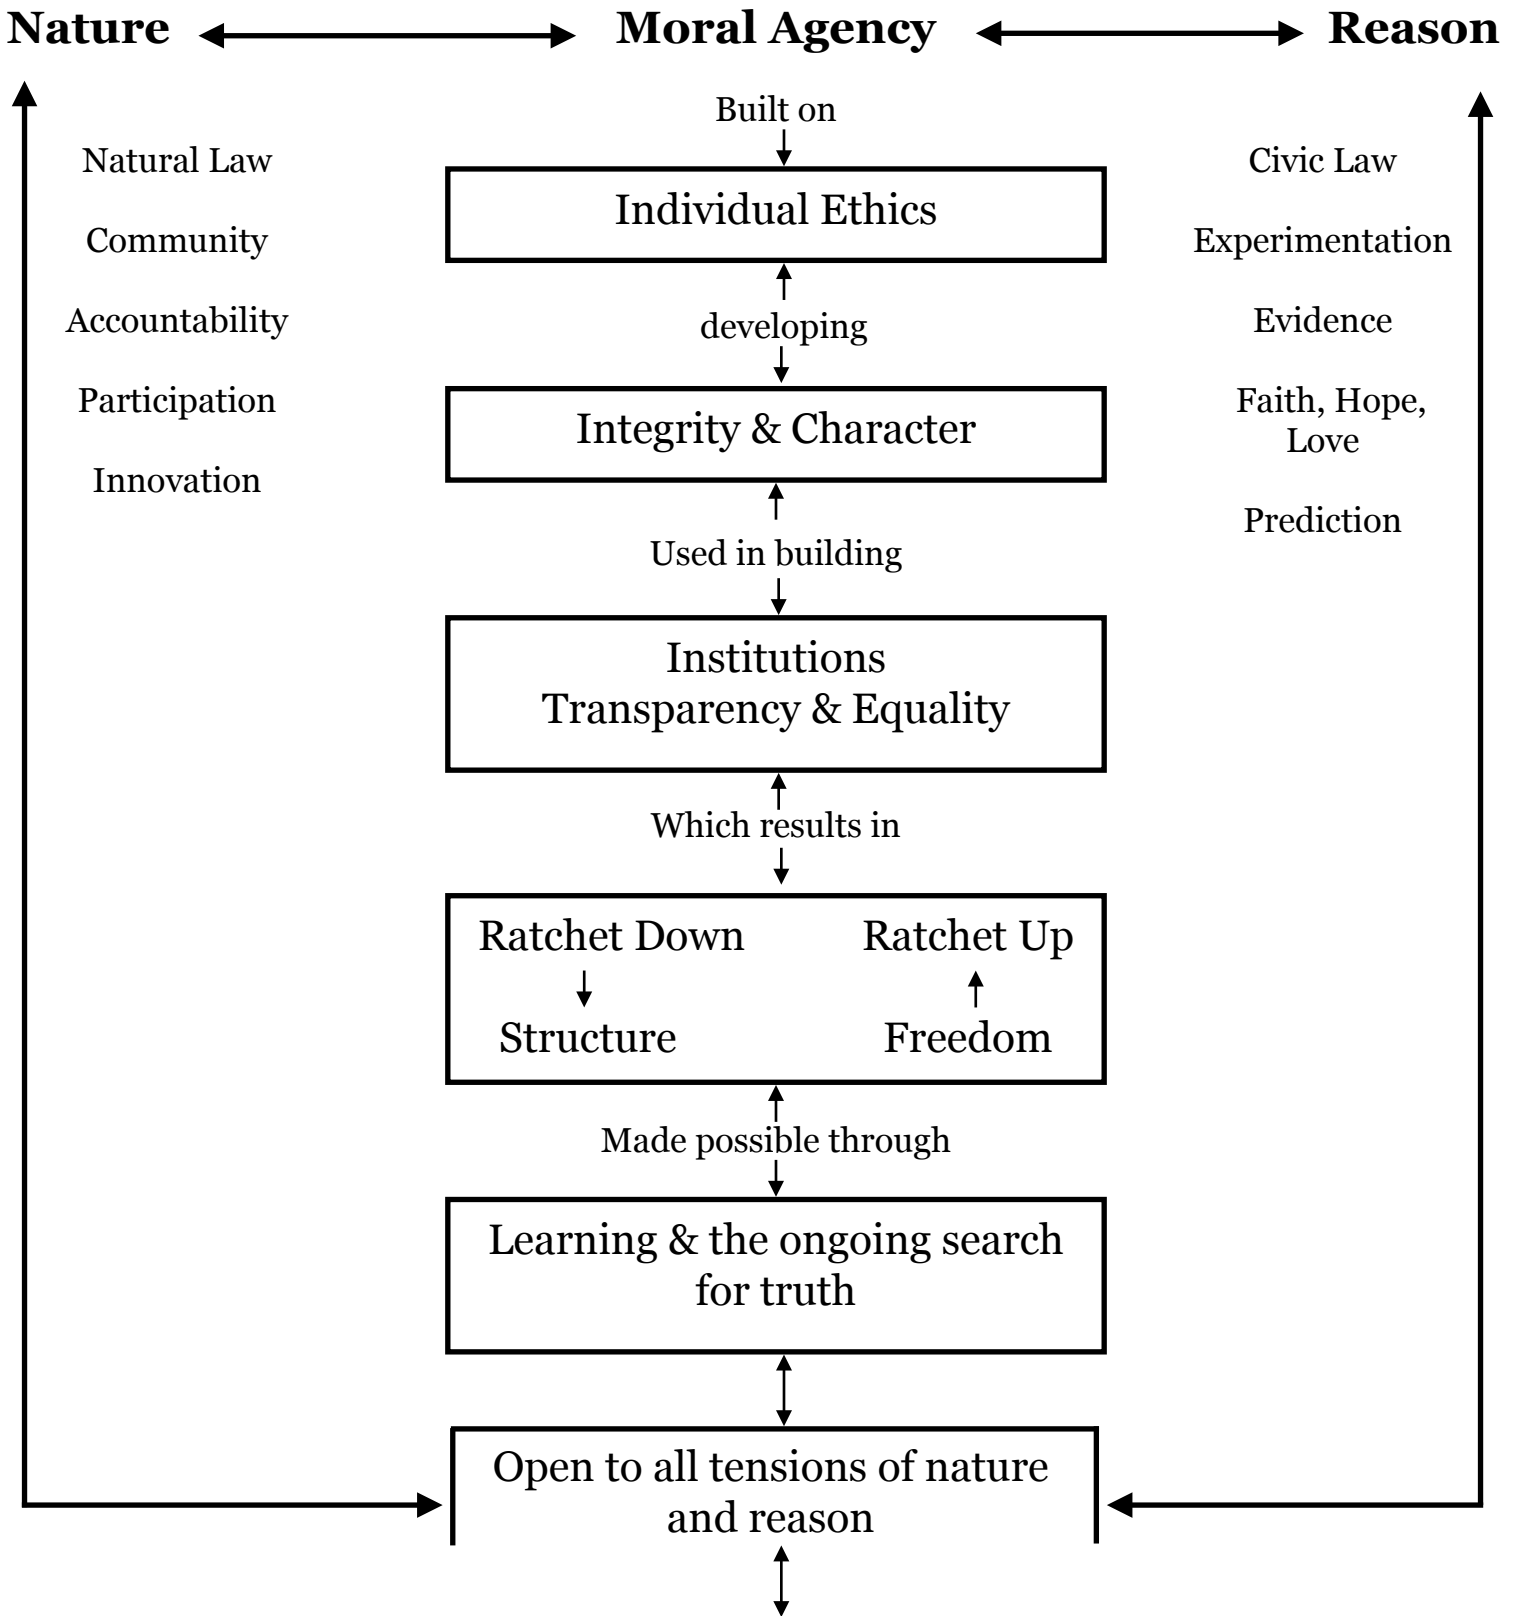 Nature
Moral Agency
Reason
Built on
Natural Law
Community
Accountability
Participation
Innovation
Individual Ethics
developing
Integrity & Character
Used in building
Institutions
Transparency & Equality
Which results in
Ratchet Down
Ratchet Up
Structure
Freedom
Made possible through
Learning & the ongoing search
for truth
Open to all tensions of nature
and reason
Civic Law
Experimentation
Evidence
Faith, Hope,
Love
Prediction